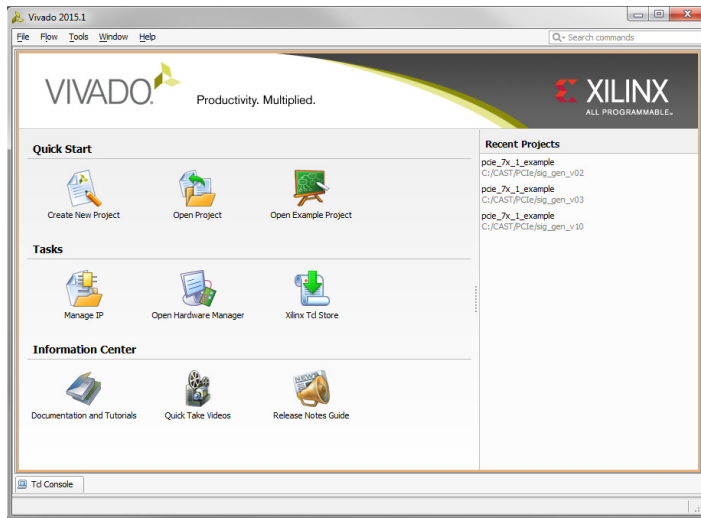 Vivado 2015.1
File Flow Tools Window Help
Search commands
VIVADO.
Productivity. Multiplied.
XILINX
ALL PROGRAMMABLE™
Quick Start
Create New Project
Open Project
Open Example Project
Tasks
Manage IP
Open Hardware Manager
Xilinx Tcl Store
Information Center
Documentation and Tutorials
Quick Take Videos
NEWS
Release Notes Guide
Recent Projects
pcie_7x_1_example
C:/CAST/PCIe/sig_gen_v02
pcie_7x_1_example
C:/CAST/PCIe/sig_gen_v03
pcie_7x_1_example
C:/CAST/PCIe/sig_gen_v10
Tcl Console